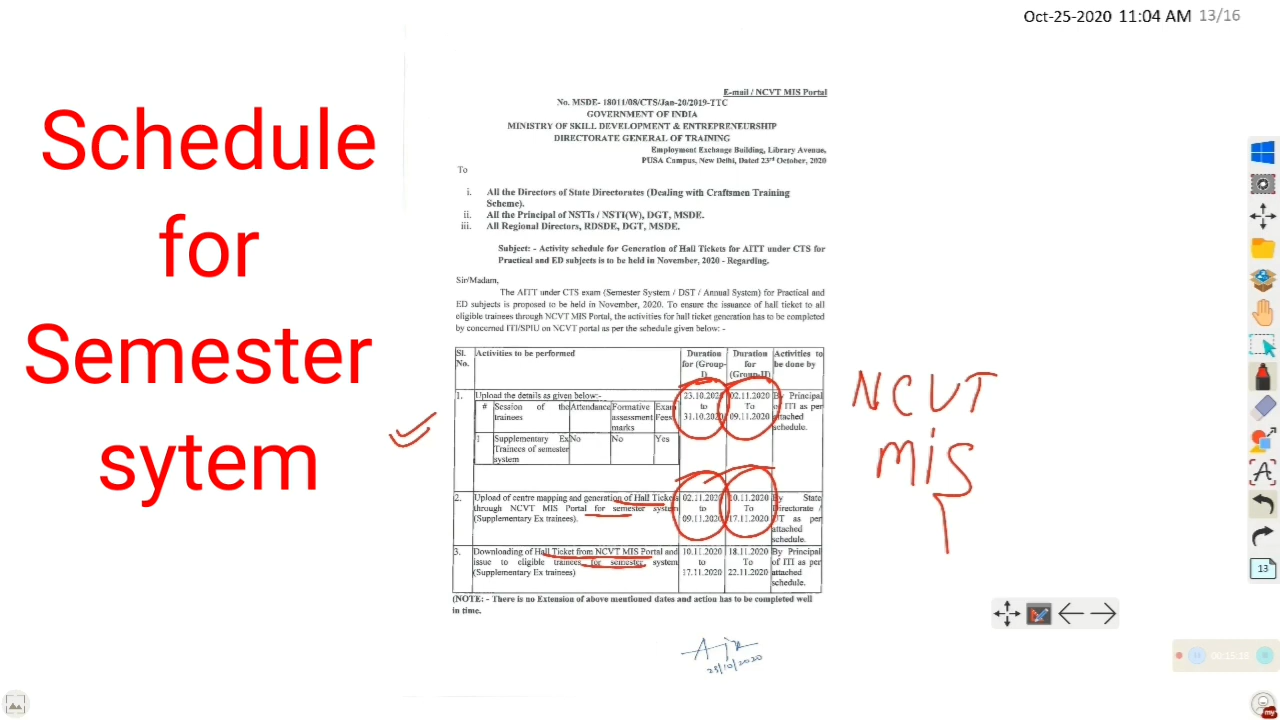 Oct-25-2020 11:04 AM 13/16
Schedule
for
Semester
sytem
E-mail / NCVT MIS Portal
No. MSDE- 18011/08/CTS/Jan-20/2019-TTC
GOVERNMENT OF INDIA
MINISTRY OF SKILL DEVELOPMENT & ENTREPRENEURSHIP
DIRECTORATE GENERAL OF TRAINING
Employment Exchange Building, Library Avenue,
PUSA Campus, New Delhi, Dated 23rd October, 2020
To
i. All the Directors of State Directorates (Dealing with Craftsmen Training
Scheme).
ii. All the Principal of NSTIs / NSTI(W), DGT, MSDE.
iii. All Regional Directors, RDSDE, DGT, MSDE.
Subject: - Activity schedule for Generation of Hall Tickets for AITT under CTS for
Practical and ED subjects is to be held in November, 2020 - Regarding.
Sir/Madam,
The AITT under CTS exam (Semester System / DST / Annual System) for Practical and
ED subjects is proposed to be held in November, 2020. To ensure the issuance of hall ticket to all
eligible trainees through NCVT MIS Portal, the activities for hall ticket generation has to be completed
by concerned ITI/SPIU on NCVT portal as per the schedule given below: -
Sl. Activities to be performed Duration Duration Activities to
No. for (Group- for be done by
I) (Group-II)
1. Upload the details as given below:- 23.10.2020 02.11.2020 By Principal
# Session of the Attendance Formative Exam to To of ITI as per
trainees assessment Fees 31.10.2020 09.11.2020 attached
marks schedule.
1 Supplementary Ex No No Yes
Trainees of semester
system
2. Upload of centre mapping and generation of Hall Tickets 02.11.2020 10.11.2020 By State
through NCVT MIS Portal for semester system to To Directorate /
(Supplementary Ex trainees). 09.11.2020 17.11.2020 UT as per
attached
schedule.
3. Downloading of Hall Ticket from NCVT MIS Portal and 10.11.2020 18.11.2020 By Principal
issue to eligible trainees for semester system to To of ITI as per
(Supplementary Ex trainees) 17.11.2020 22.11.2020 attached
schedule.
(NOTE: - There is no Extension of above mentioned dates and action has to be completed well
in time.
23/10/2020
NCVT
MIS
13
00:15:03
my